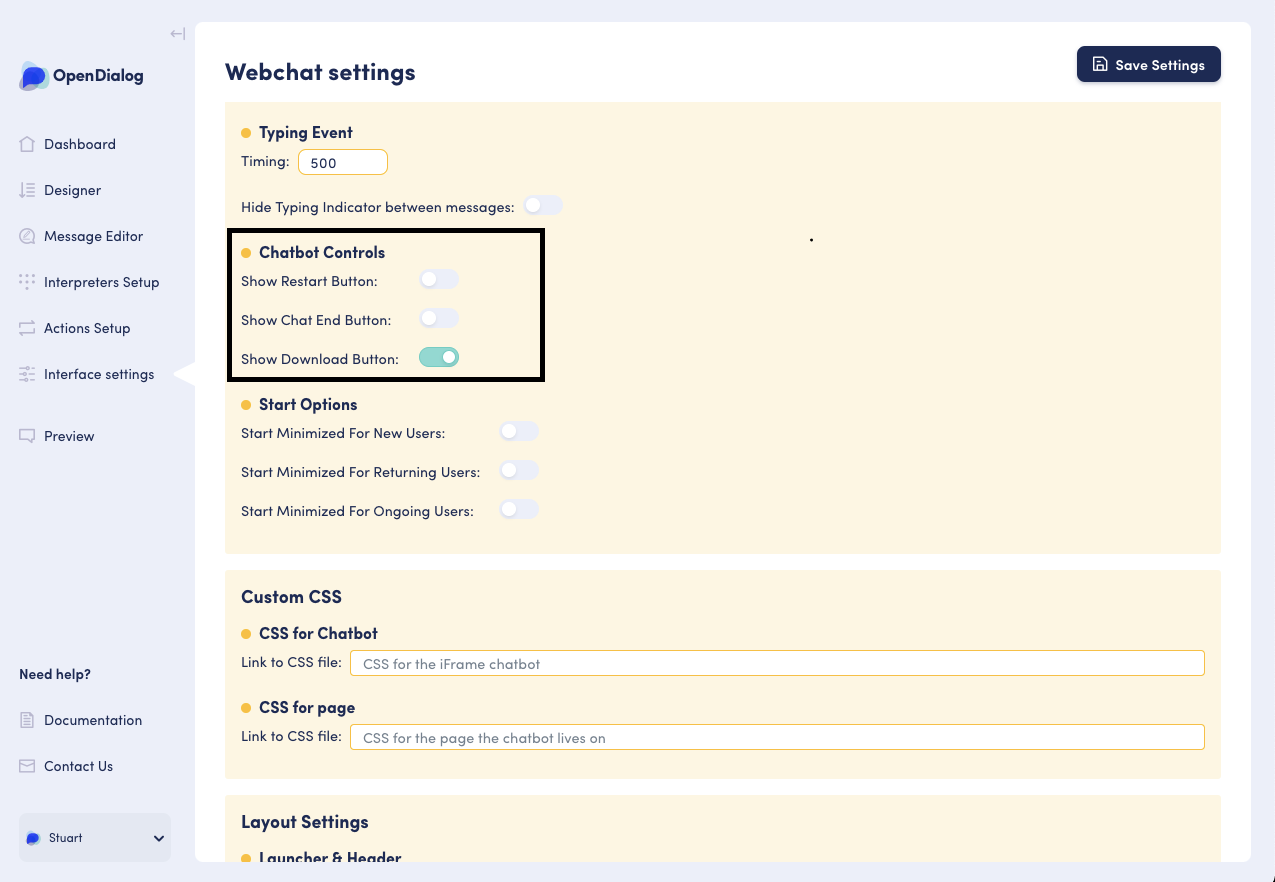 OpenDialog
Dashboard
Designer
Message Editor
Interpreters Setup
Actions Setup
Interface settings
Preview
Need help?
Documentation
Contact Us
Stuart
Webchat settings
Save Settings
Typing Event
Timing: 500
Hide Typing Indicator between messages:
Chatbot Controls
Show Restart Button:
Show Chat End Button:
Show Download Button:
Start Options
Start Minimized For New Users:
Start Minimized For Returning Users:
Start Minimized For Ongoing Users:
Custom CSS
CSS for Chatbot
Link to CSS file: CSS for the iFrame chatbot
CSS for page
Link to CSS file: CSS for the page the chatbot lives on
Layout Settings
Launcher & Header